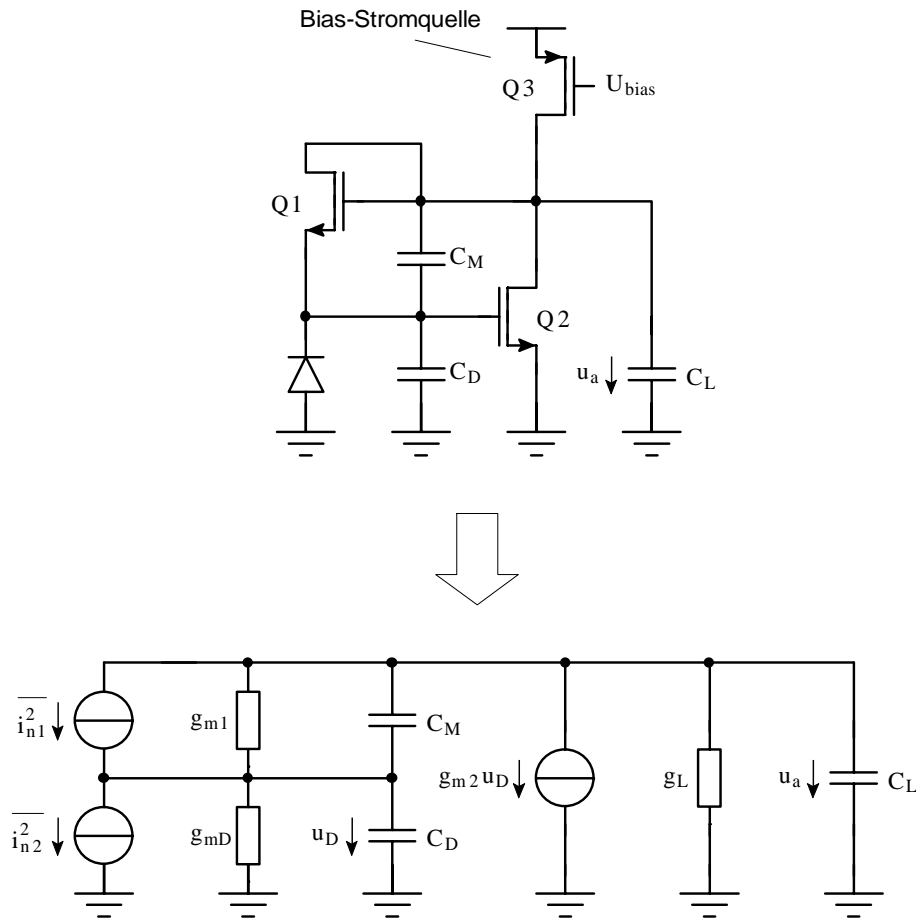 Bias-Stromquelle
Q3
U_bias
Q1
C_M
Q2
C_D
u_a
C_L
i_n1^2
g_m1
C_M
g_m2 u_D
g_L
u_a
C_L
i_n2^2
g_mD
u_D
C_D